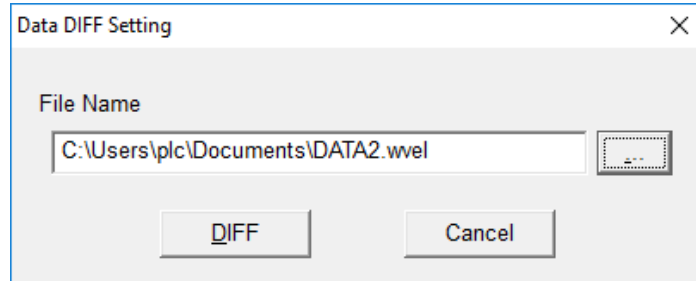 Data DIFF Setting
File Name
C:\Users\plc\Documents\DATA2.wvel
...
DIFF Cancel